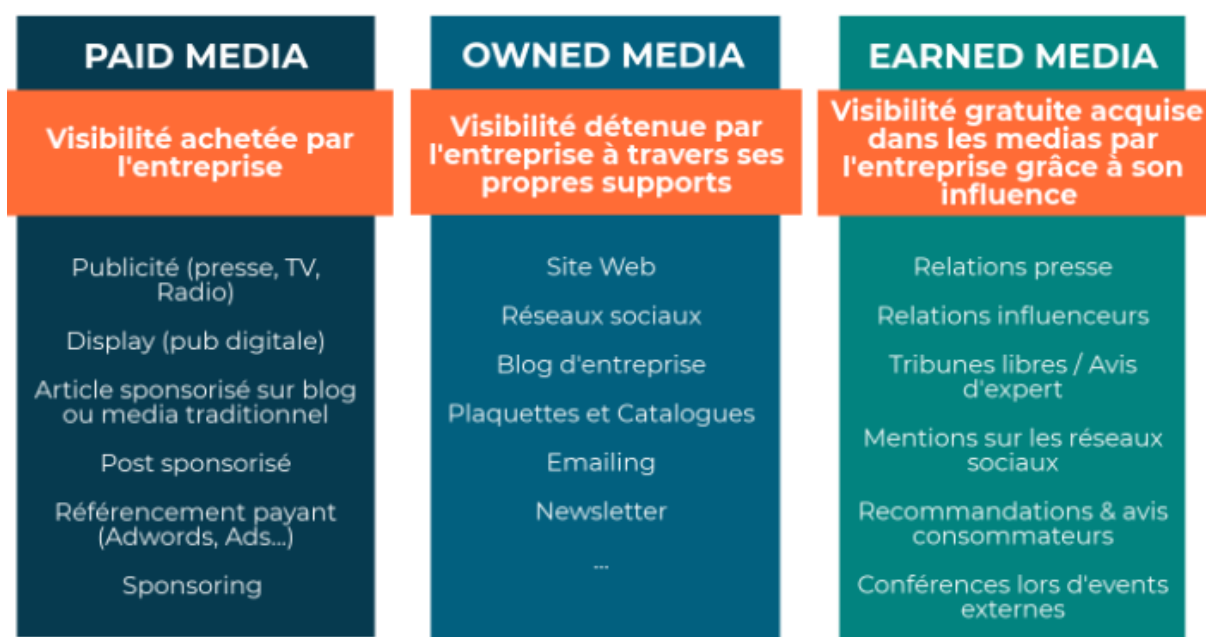 PAID MEDIA
Visibilité achetée par
l'entreprise
Publicité (presse, TV,
Radio)
Display (pub digitale)
Article sponsorisé sur blog
ou media traditionnel
Post sponsorisé
Référencement payant
(Adwords, Ads...)
Sponsoring
OWNED MEDIA
Visibilité détenue par
l'entreprise à travers ses
propres supports
Site Web
Réseaux sociaux
Blog d'entreprise
Plaquettes et Catalogues
Emailing
Newsletter
...
EARNED MEDIA
Visibilité gratuite acquise
dans les medias par
l'entreprise grâce à son
influence
Relations presse
Relations influenceurs
Tribunes libres / Avis
d'expert
Mentions sur les réseaux
sociaux
Recommandations & avis
consommateurs
Conférences lors d'events
externes